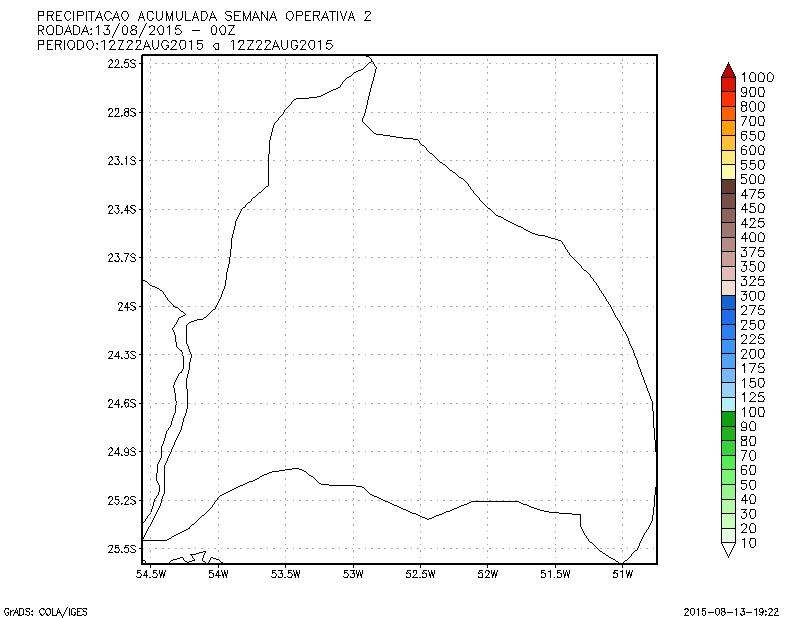 PRECIPITACAO ACUMULADA SEMANA OPERATIVA 2
RODADA:13/08/2015 - 00Z
PERIODO:12Z22AUG2015 a 12Z22AUG2015
22.5S
22.8S
23.1S
23.4S
23.7S
24S
24.3S
24.6S
24.9S
25.2S
25.5S
54.5W 54W 53.5W 53W 52.5W 52W 51.5W 51W
1000
900
800
700
650
600
550
500
475
450
425
400
375
350
325
300
275
250
225
200
175
150
125
100
90
80
70
60
50
40
30
20
10
GrADS: COLA/IGES 2015-08-13-19:22